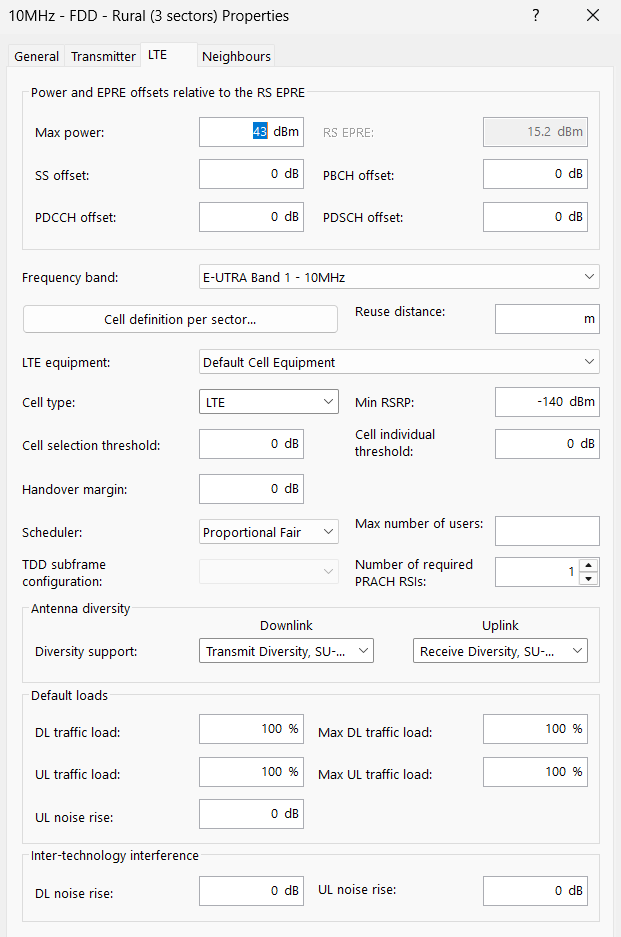 10MHz - FDD - Rural (3 sectors) Properties ?
General Transmitter LTE Neighbours
Power and EPRE offsets relative to the RS EPRE
Max power: 43 dBm RS EPRE: 15.2 dBm
SS offset: 0 dB PBCH offset: 0 dB
PDCCH offset: 0 dB PDSCH offset: 0 dB
Frequency band: E-UTRA Band 1 - 10MHz
Cell definition per sector... Reuse distance: m
LTE equipment: Default Cell Equipment
Cell type: LTE Min RSRP: -140 dBm
Cell selection threshold: 0 dB Cell individual
threshold: 0 dB
Handover margin: 0 dB
Scheduler: Proportional Fair Max number of users:
TDD subframe
configuration:
Number of required
PRACH RSIs: 1
Antenna diversity
Downlink Uplink
Diversity support: Transmit Diversity, SU-... Receive Diversity, SU-...
Default loads
DL traffic load: 100 % Max DL traffic load: 100 %
UL traffic load: 100 % Max UL traffic load: 100 %
UL noise rise: 0 dB
Inter-technology interference
DL noise rise: 0 dB UL noise rise: 0 dB